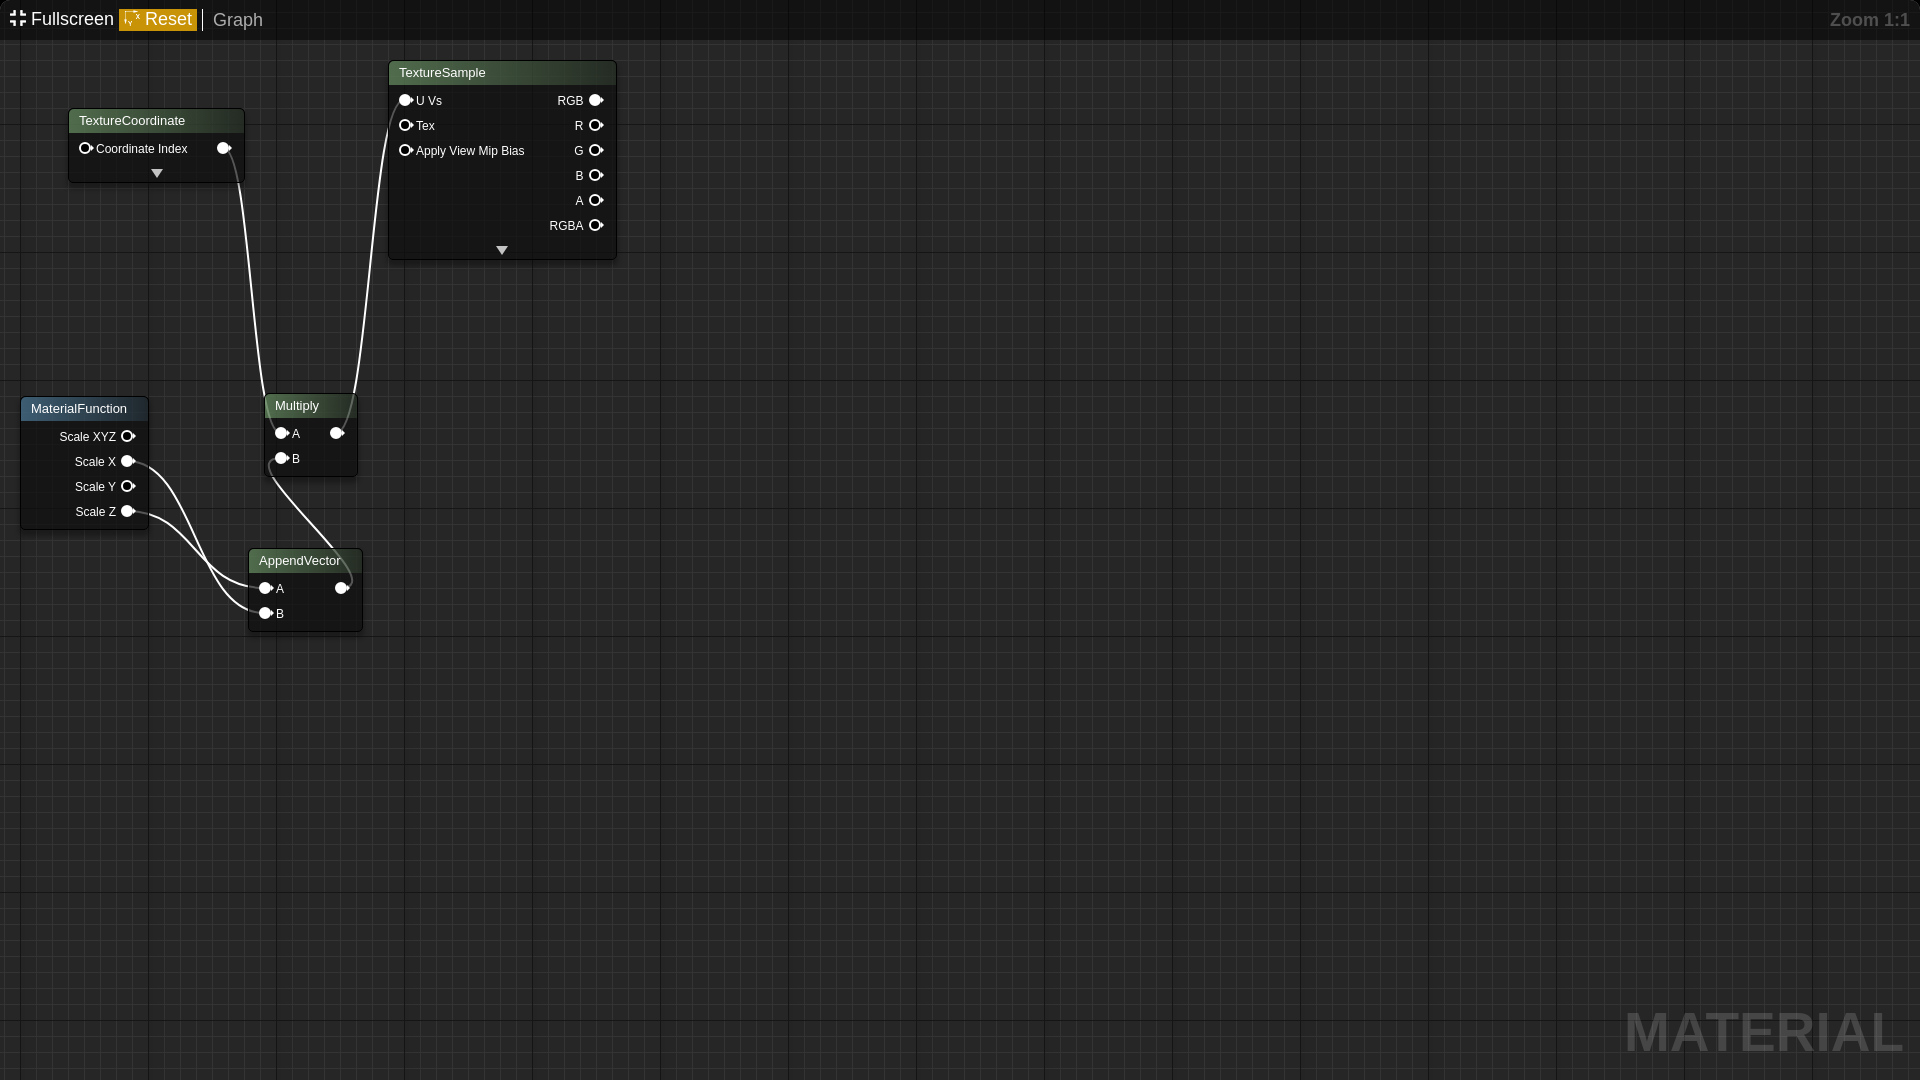 Fullscreen Reset Graph
Zoom 1:1
TextureSample
U Vs RGB
Tex R
Apply View Mip Bias G
B
A
RGBA
TextureCoordinate
Coordinate Index
MaterialFunction
Scale XYZ
Scale X
Scale Y
Scale Z
Multiply
A
B
AppendVector
A
B
MATERIAL